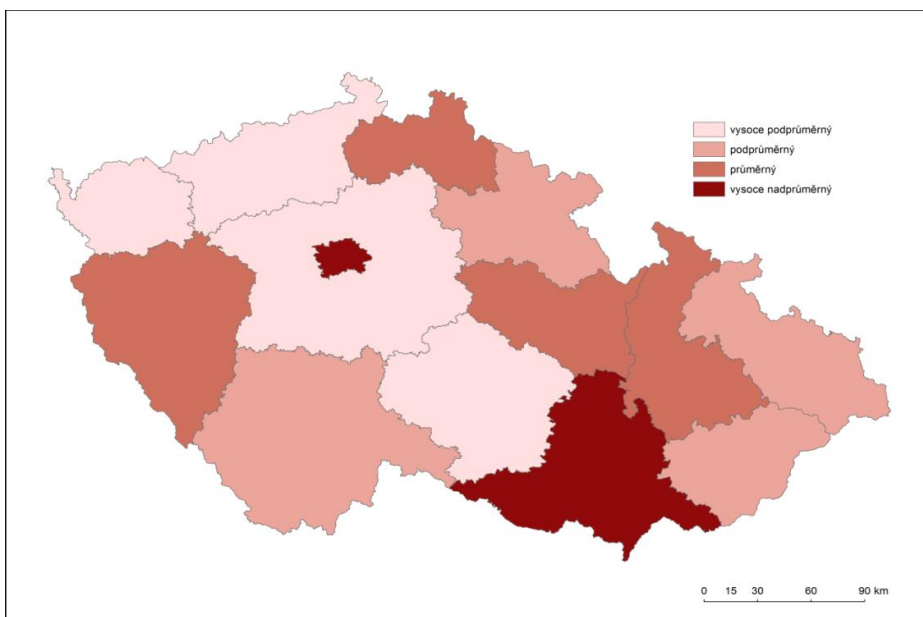 vysoce podprůměrný
podprůměrný
průměrný
vysoce nadprůměrný
0 15 30 60 90 km